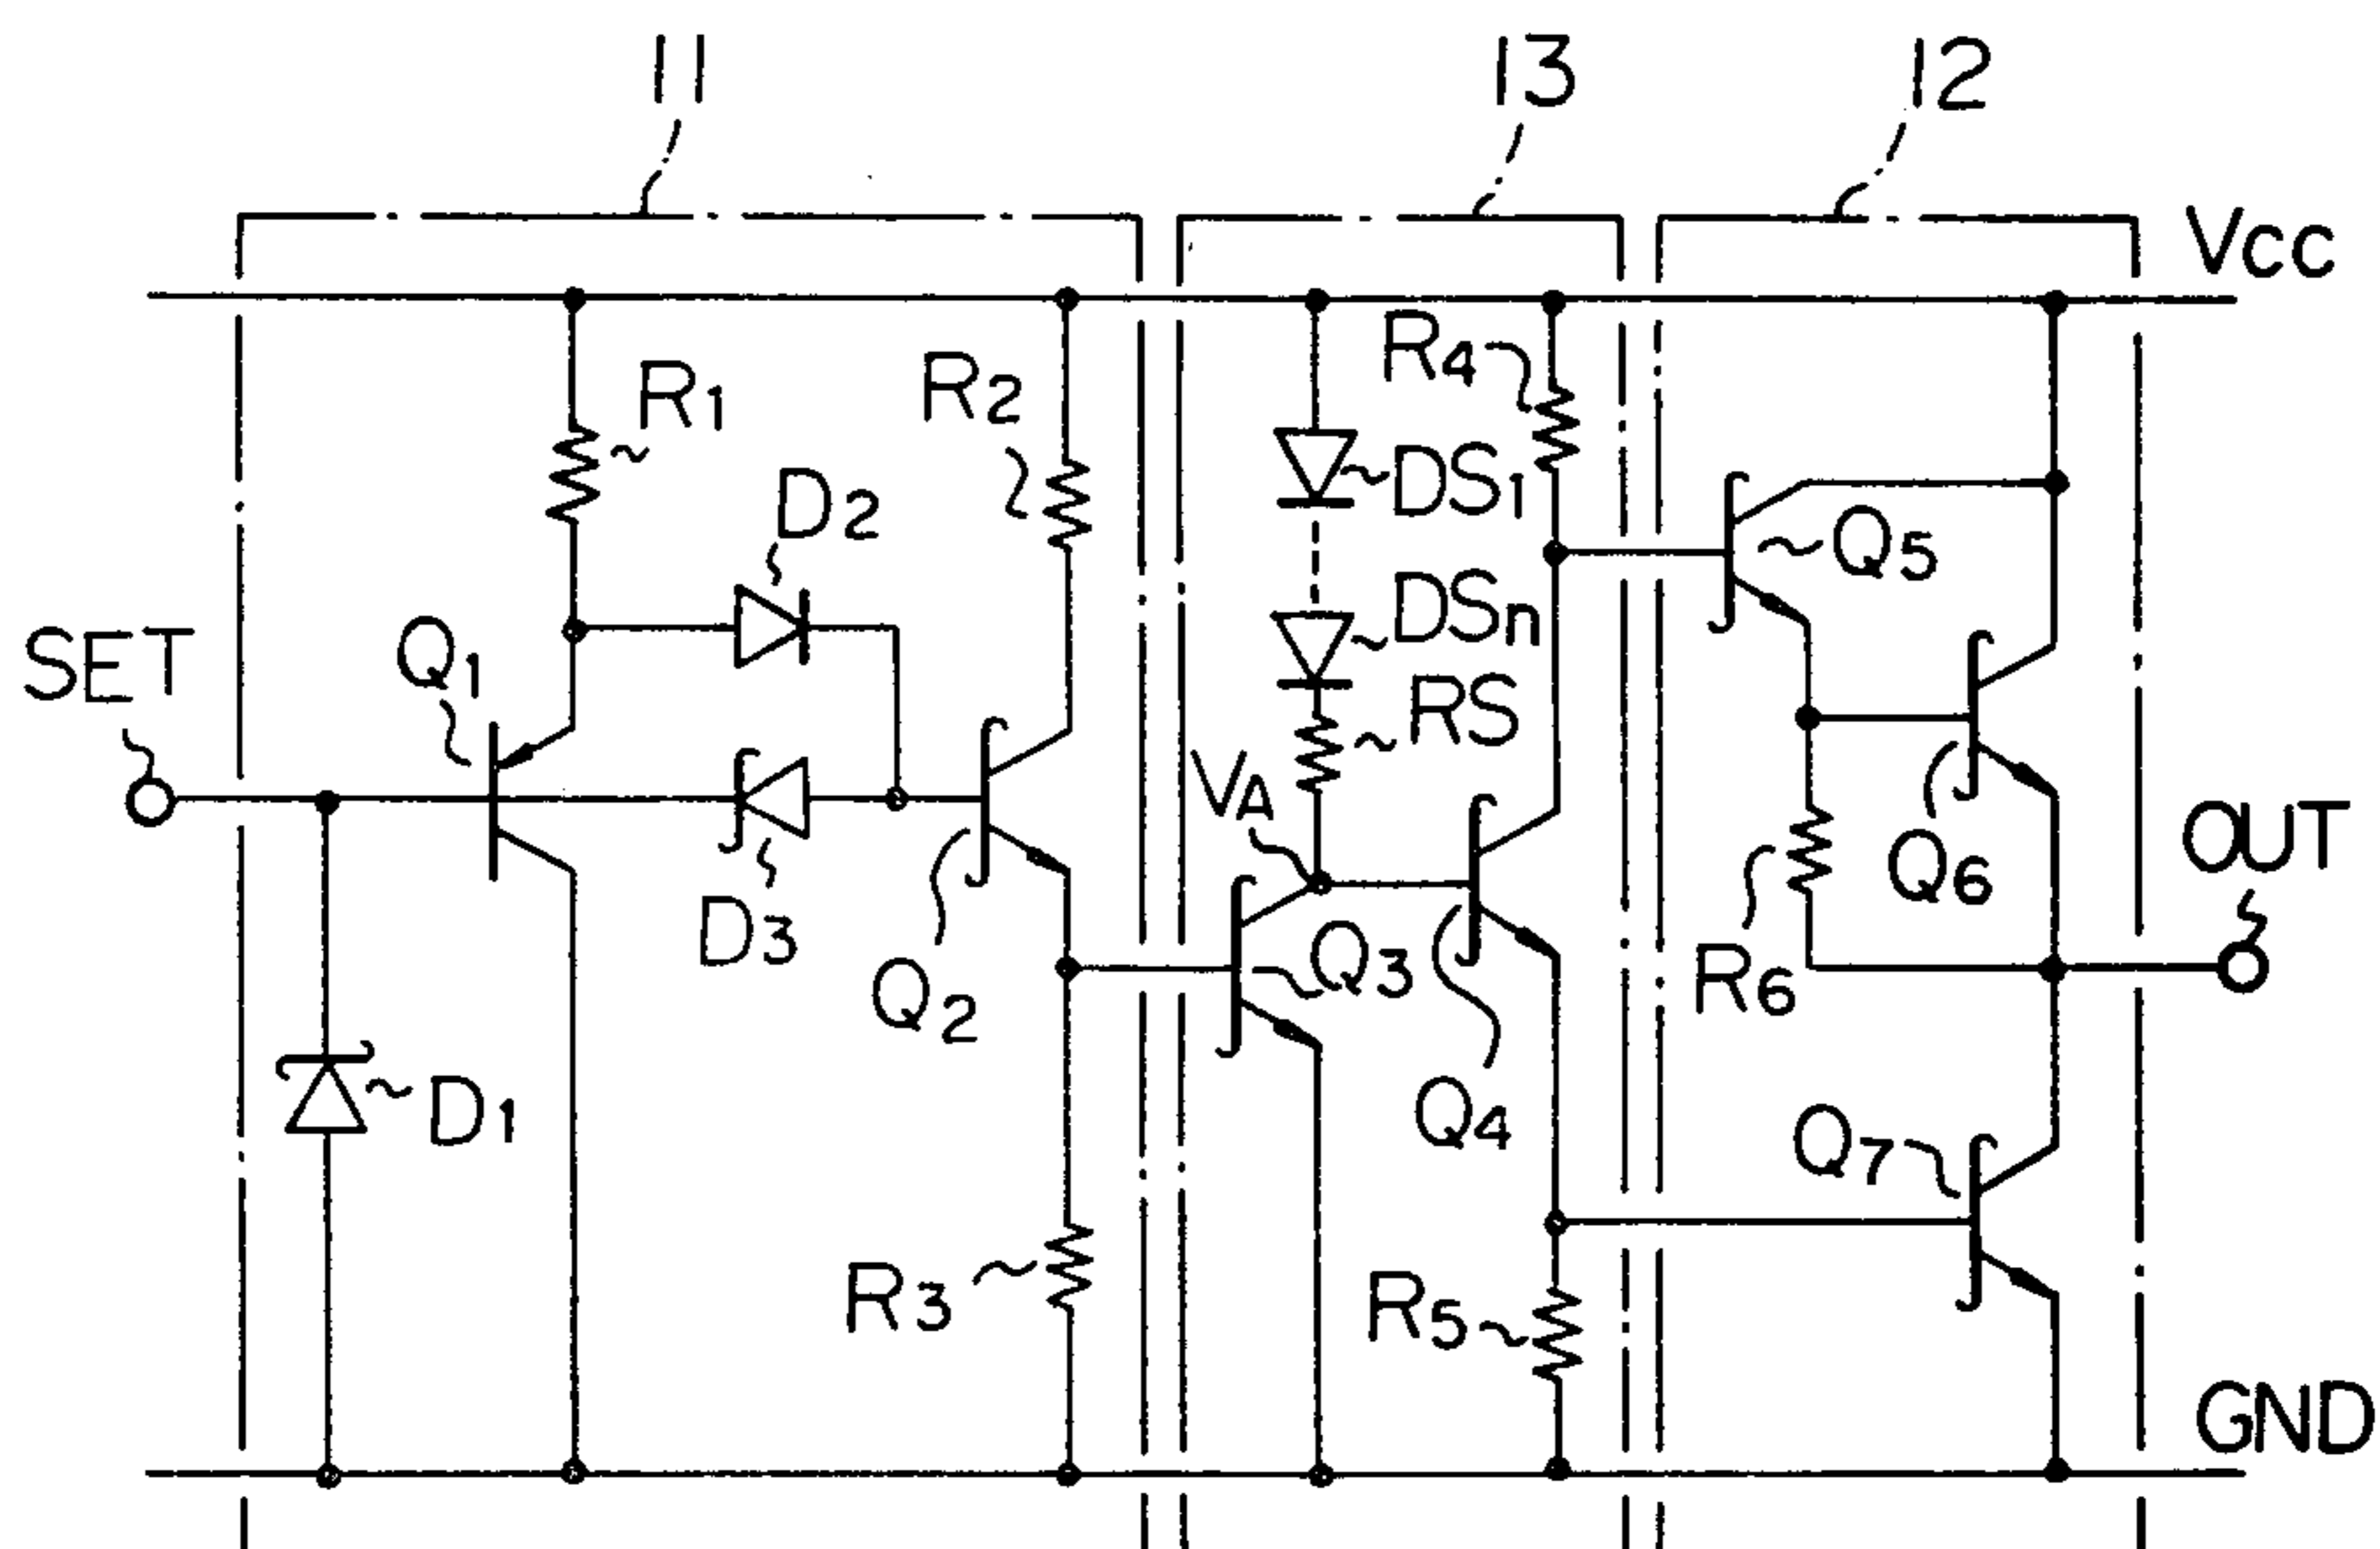 11
13
12
VCC
R1
R2
R4
D2
DS1
Q5
DSn
SET
Q1
RS
VA
D3
Q2
Q3
R6
Q6
OUT
D1
Q4
Q7
R3
R5
GND